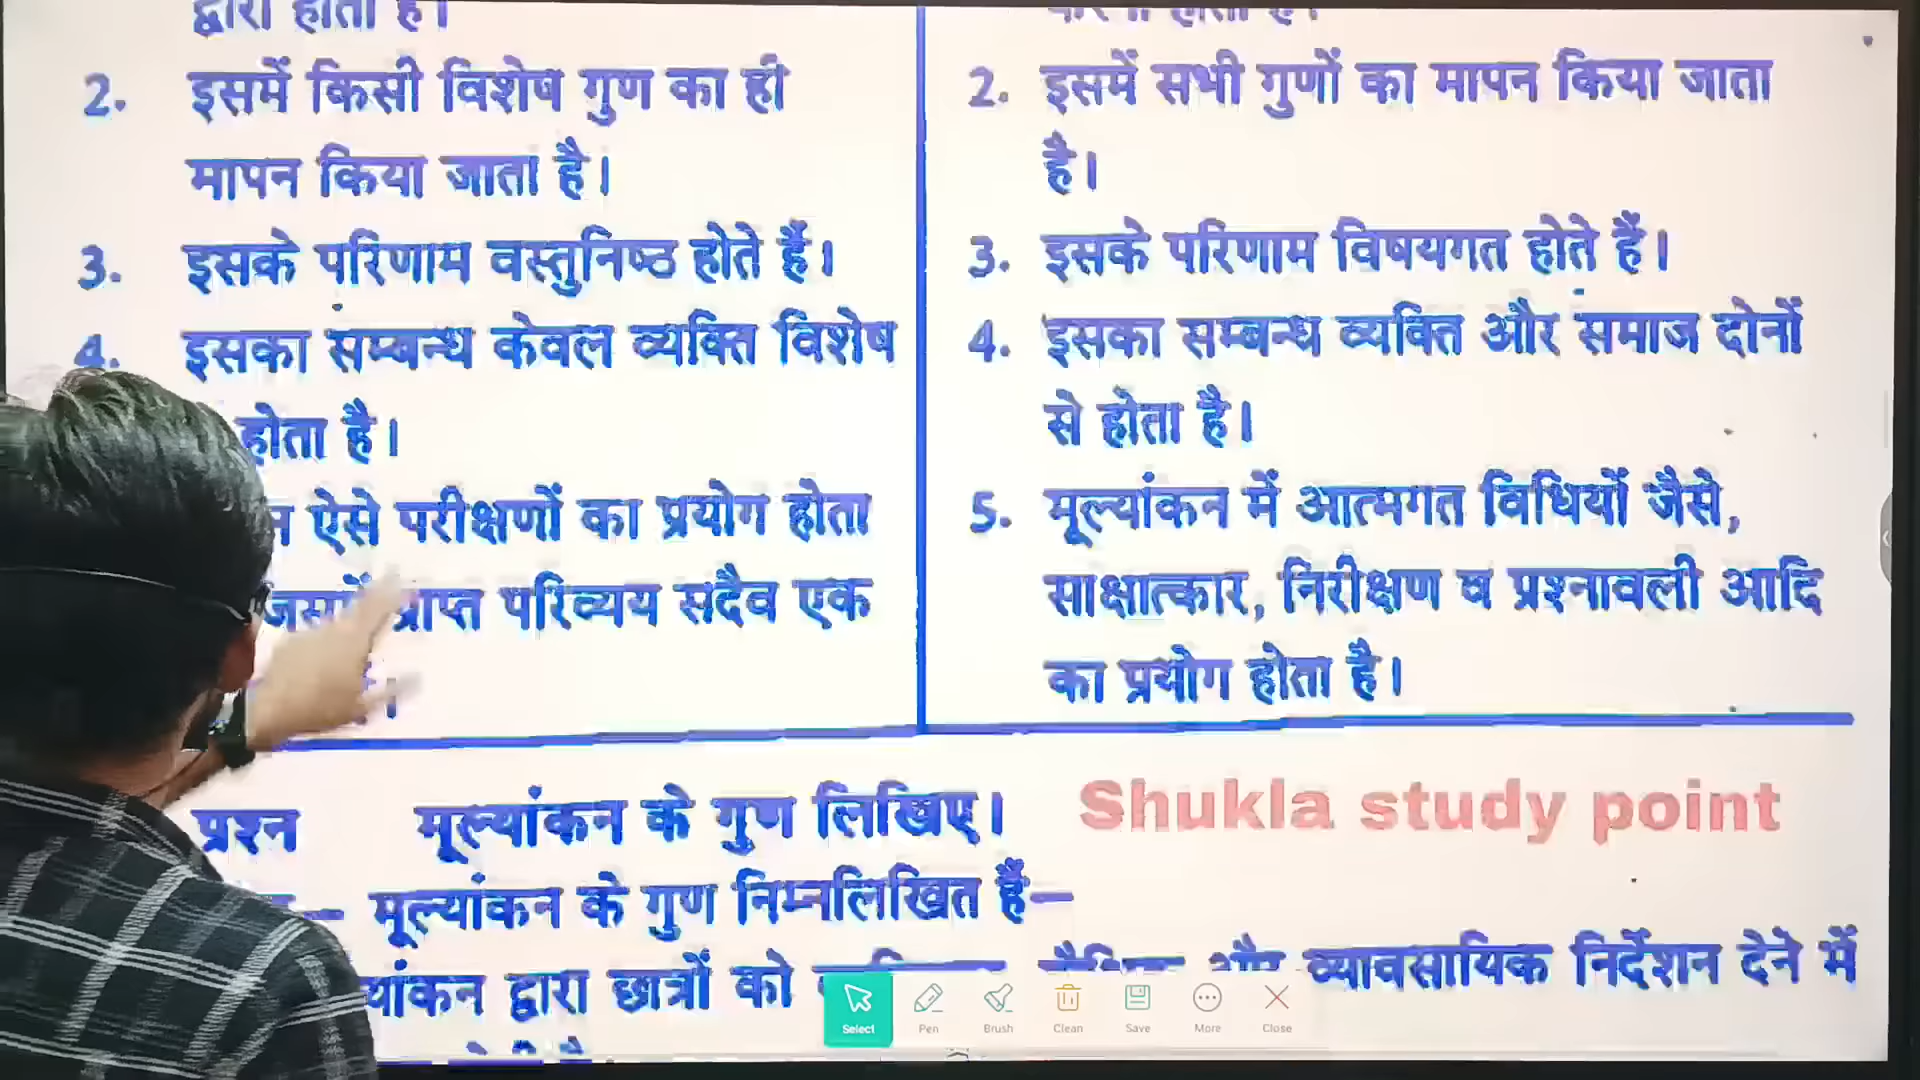 द्वारा होता है।
2. इसमें किसी विशेष गुण का ही
मापन किया जाता है।
3. इसके परिणाम वस्तुनिष्ठ होते हैं।
4. इसका सम्बन्ध केवल व्यक्ति विशेष
होता है।
ऐसे परीक्षणों का प्रयोग होता
प्राप्त परिव्यय सदैव एक
2. इसमें सभी गुणों का मापन किया जाता
है।
3. इसके परिणाम विषयगत होते हैं।
4. इसका सम्बन्ध व्यक्ति और समाज दोनों
से होता है।
5. मूल्यांकन में आत्मगत विधियों जैसे,
साक्षात्कार, निरीक्षण व प्रश्नावली आदि
का प्रयोग होता है।
प्रश्न मूल्यांकन के गुण लिखिए।
Shukla study point
— मूल्यांकन के गुण निम्नलिखित हैं—
यांकन द्वारा छात्रों को और व्यावसायिक निर्देशन देने में
Select Pen Brush Clean Save More Close